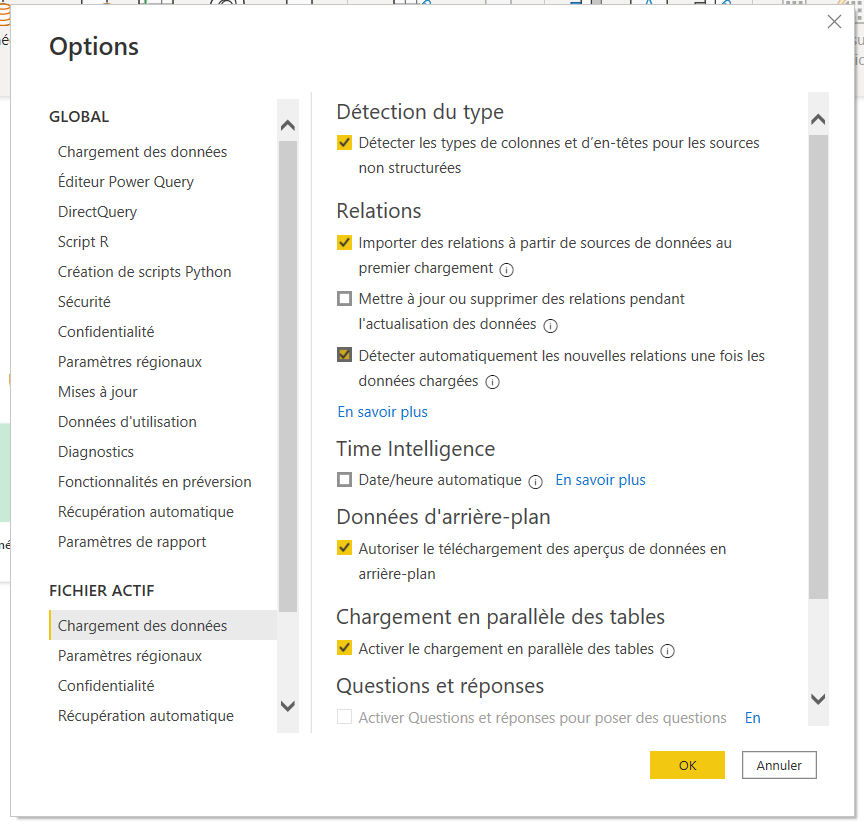 Options
GLOBAL
Chargement des données
Éditeur Power Query
DirectQuery
Script R
Création de scripts Python
Sécurité
Confidentialité
Paramètres régionaux
Mises à jour
Données d'utilisation
Diagnostics
Fonctionnalités en préversion
Récupération automatique
Paramètres de rapport
FICHIER ACTIF
Chargement des données
Paramètres régionaux
Confidentialité
Récupération automatique
Détection du type
Détecter les types de colonnes et d’en-têtes pour les sources
non structurées
Relations
Importer des relations à partir de sources de données au
premier chargement
Mettre à jour ou supprimer des relations pendant
l'actualisation des données
Détecter automatiquement les nouvelles relations une fois les
données chargées
En savoir plus
Time Intelligence
Date/heure automatique En savoir plus
Données d'arrière-plan
Autoriser le téléchargement des aperçus de données en
arrière-plan
Chargement en parallèle des tables
Activer le chargement en parallèle des tables
Questions et réponses
Activer Questions et réponses pour poser des questions En
OK Annuler